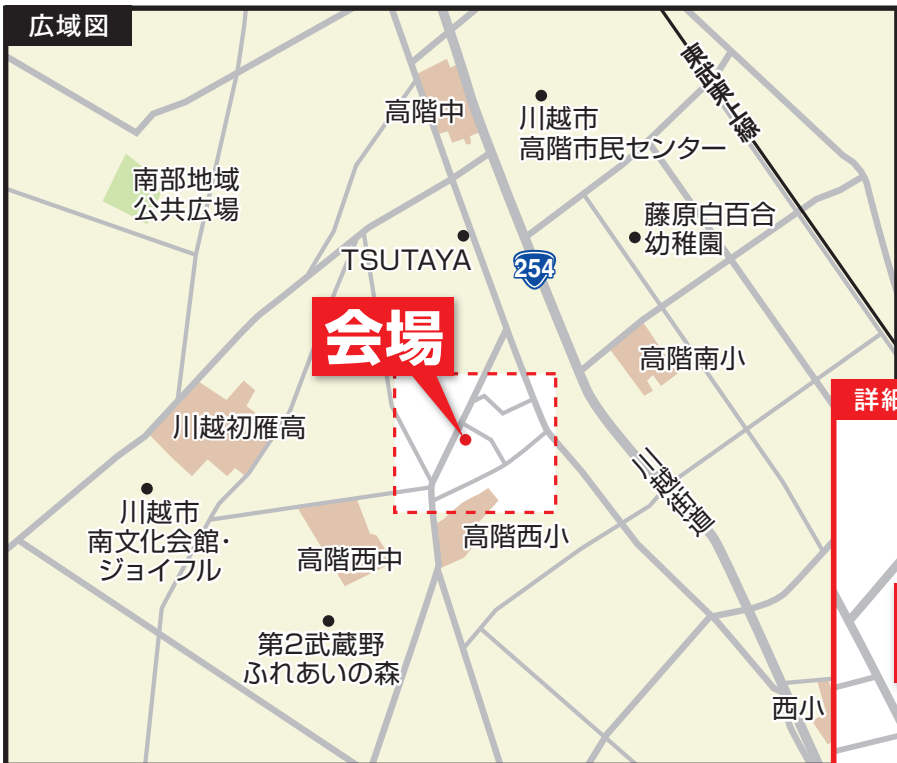 広域図
東武東上線
高階中
川越市
高階市民センター
南部地域
公共広場
藤原白百合
幼稚園
TSUTAYA
254
会場
高階南小
詳細
川越初雁高
川越街道
川越市
南文化会館・
ジョイフル
高階西小
高階西中
第2武蔵野
ふれあいの森
西小